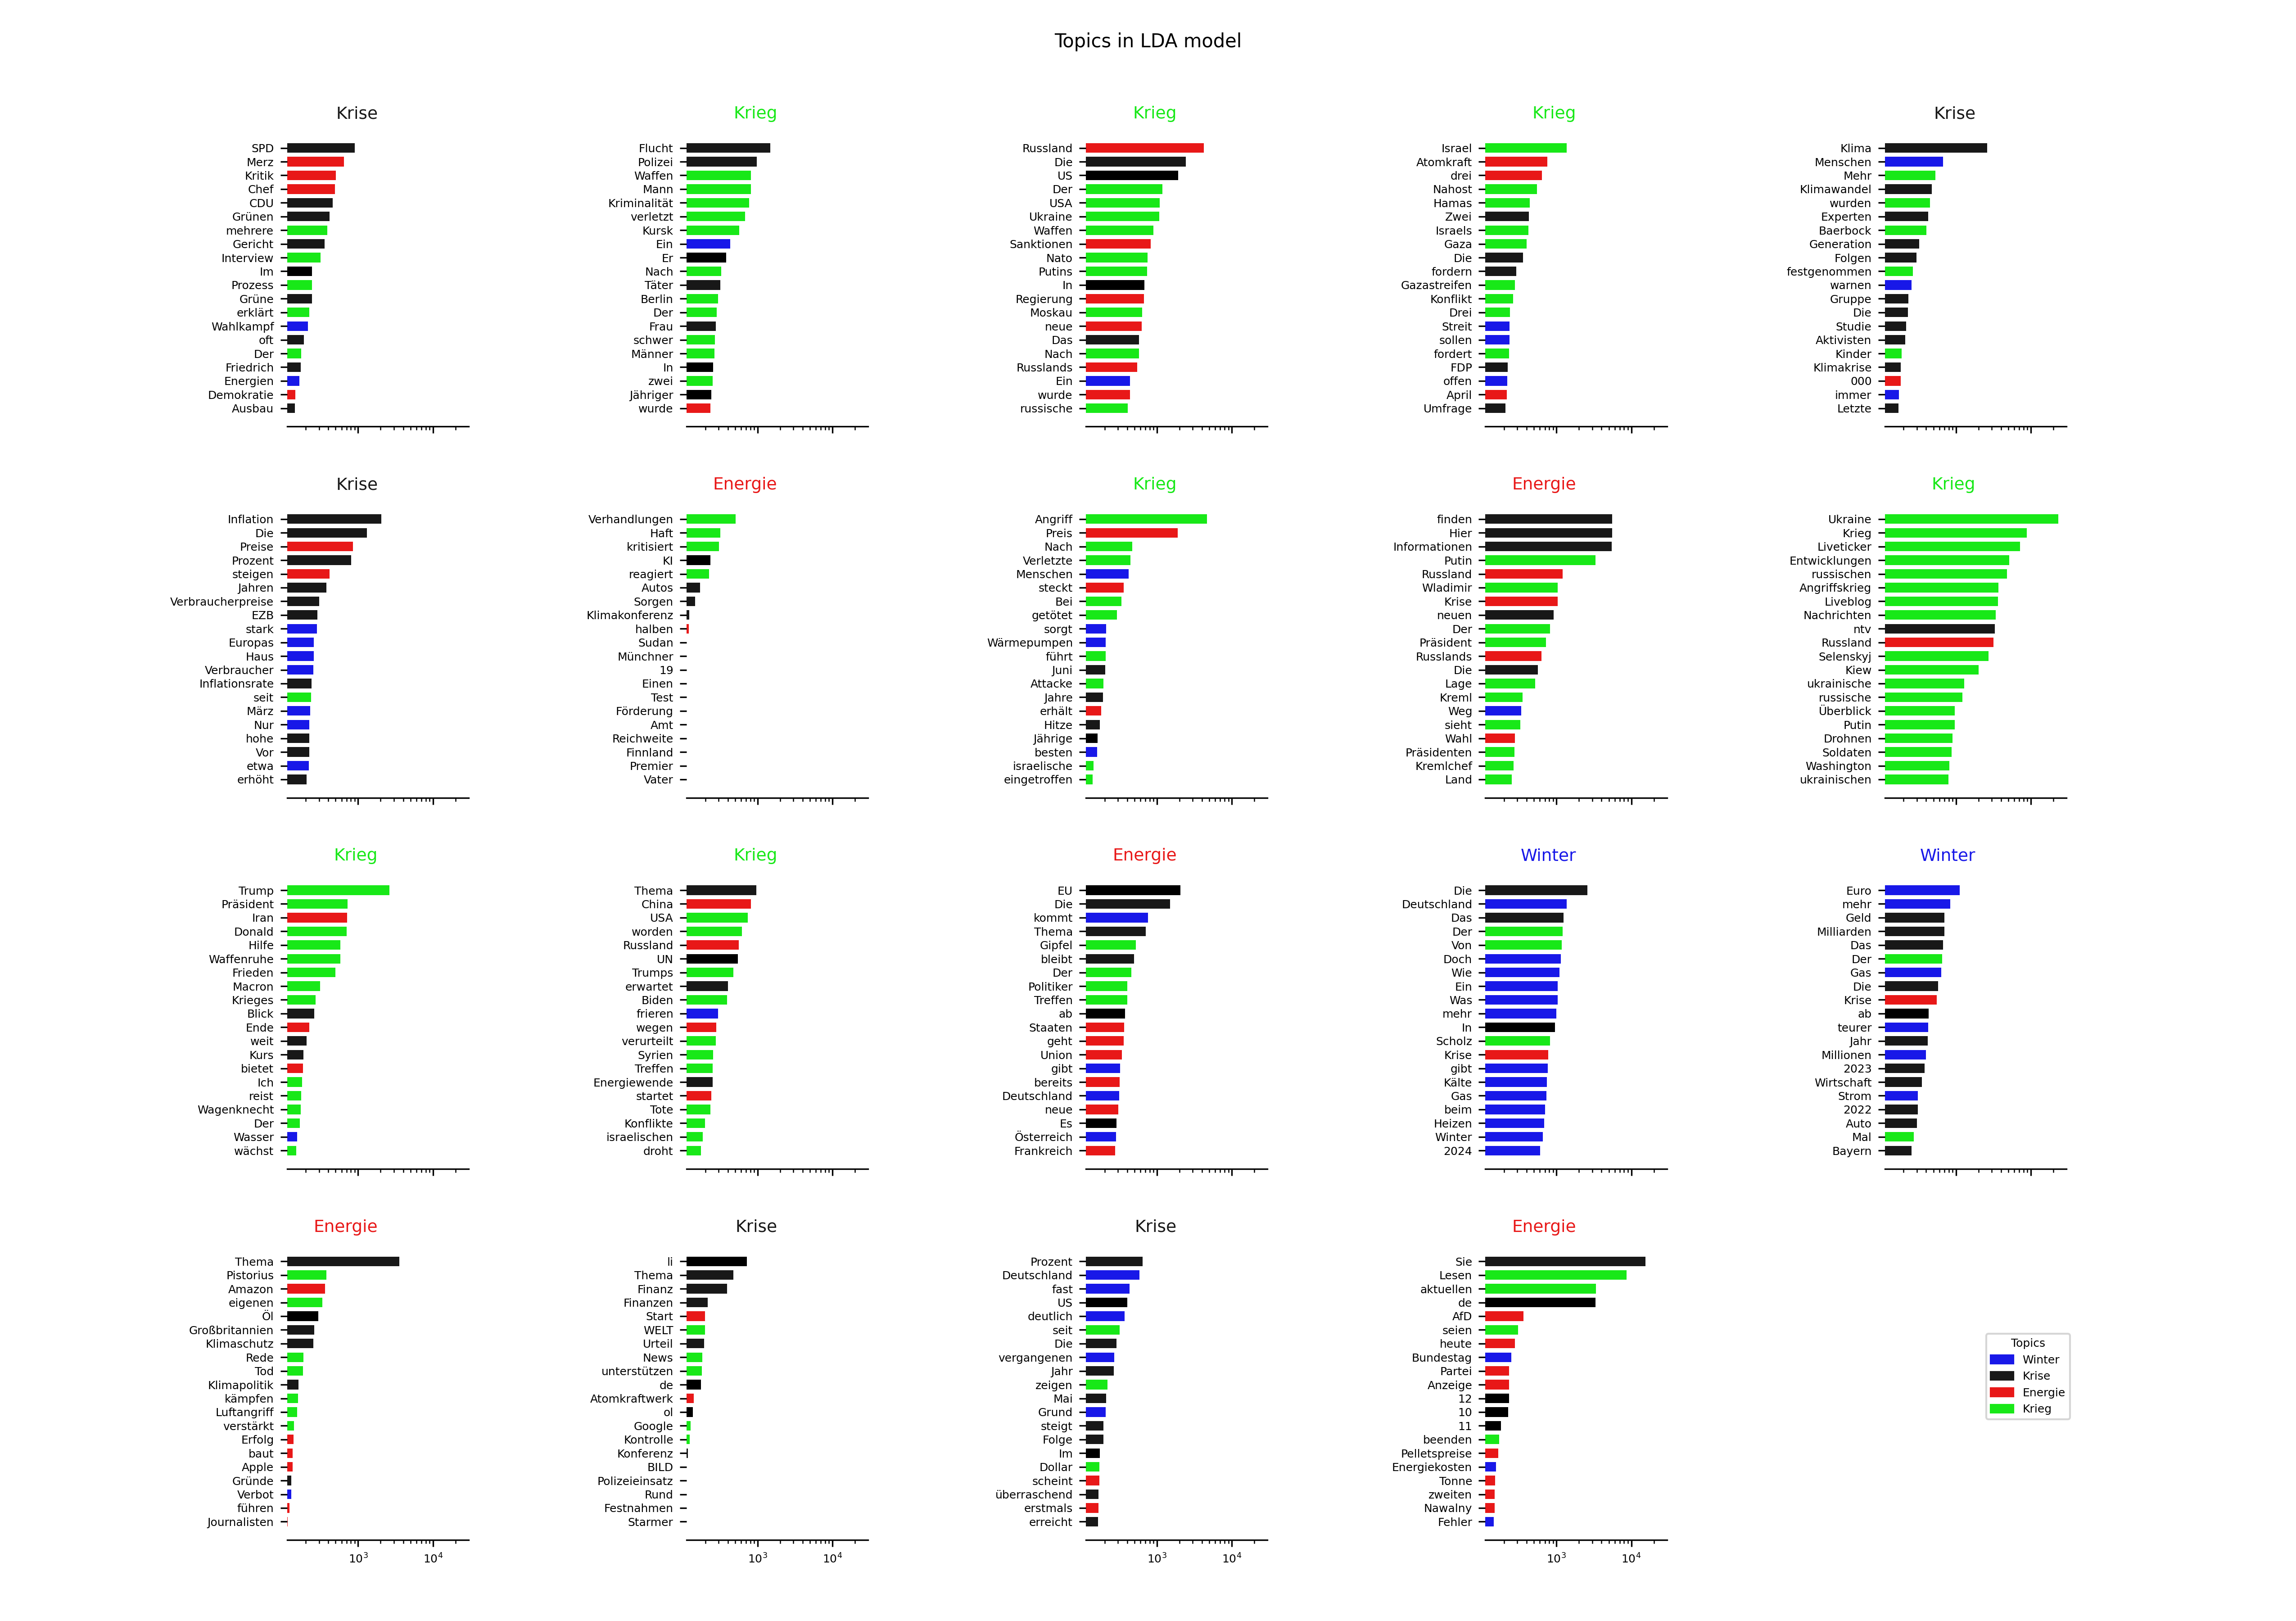 Topics in LDA model
Krise
SPD
Merz
Kritik
Chef
CDU
Grünen
mehrere
Gericht
Interview
Im
Prozess
Grüne
erklärt
Wahlkampf
oft
Der
Friedrich
Energien
Demokratie
Ausbau
Krieg
Flucht
Polizei
Waffen
Mann
Kriminalität
verletzt
Kursk
Ein
Er
Nach
Täter
Berlin
Der
Frau
schwer
Männer
In
zwei
Jähriger
wurde
Krieg
Russland
Die
US
Der
USA
Ukraine
Waffen
Sanktionen
Nato
Putins
In
Regierung
Moskau
neue
Das
Nach
Russlands
Ein
wurde
russische
Krieg
Israel
Atomkraft
drei
Nahost
Hamas
Zwei
Israels
Gaza
Die
fordern
Gazastreifen
Konflikt
Drei
Streit
sollen
fordert
FDP
offen
April
Umfrage
Krise
Klima
Menschen
Mehr
Klimawandel
wurden
Experten
Baerbock
Generation
Folgen
festgenommen
warnen
Gruppe
Die
Studie
Aktivisten
Kinder
Klimakrise
000
immer
Letzte
Krise
Inflation
Die
Preise
Prozent
steigen
Jahren
Verbraucherpreise
EZB
stark
Europas
Haus
Verbraucher
Inflationsrate
seit
März
Nur
hohe
Vor
etwa
erhöht
Energie
Verhandlungen
Haft
kritisiert
KI
reagiert
Autos
Sorgen
Klimakonferenz
halben
Sudan
Münchner
19
Einen
Test
Förderung
Amt
Reichweite
Finnland
Premier
Vater
Krieg
Angriff
Preis
Nach
Verletzte
Menschen
steckt
Bei
getötet
sorgt
Wärmepumpen
führt
Juni
Attacke
Jahre
erhält
Hitze
Jährige
besten
israelische
eingetroffen
Energie
finden
Hier
Informationen
Putin
Russland
Wladimir
Krise
neuen
Der
Präsident
Russlands
Die
Lage
Kreml
Weg
sieht
Wahl
Präsidenten
Kremlchef
Land
Krieg
Ukraine
Krieg
Liveticker
Entwicklungen
russischen
Angriffskrieg
Liveblog
Nachrichten
ntv
Russland
Selenskyj
Kiew
ukrainische
russische
Überblick
Putin
Drohnen
Soldaten
Washington
ukrainischen
Krieg
Trump
Präsident
Iran
Donald
Hilfe
Waffenruhe
Frieden
Macron
Krieges
Blick
Ende
weit
Kurs
bietet
Ich
reist
Wagenknecht
Der
Wasser
wächst
Krieg
Thema
China
USA
worden
Russland
UN
Trumps
erwartet
Biden
frieren
wegen
verurteilt
Syrien
Treffen
Energiewende
startet
Tote
Konflikte
israelischen
droht
Energie
EU
Die
kommt
Thema
Gipfel
bleibt
Der
Politiker
Treffen
ab
Staaten
geht
Union
gibt
bereits
Deutschland
neue
Es
Österreich
Frankreich
Winter
Die
Deutschland
Das
Der
Von
Doch
Wie
Ein
Was
mehr
In
Scholz
Krise
gibt
Kälte
Gas
beim
Heizen
Winter
2024
Winter
Euro
mehr
Geld
Milliarden
Das
Der
Gas
Die
Krise
ab
teurer
Jahr
Millionen
2023
Wirtschaft
Strom
2022
Auto
Mal
Bayern
Energie
Thema
Pistorius
Amazon
eigenen
Öl
Großbritannien
Klimaschutz
Rede
Tod
Klimapolitik
kämpfen
Luftangriff
verstärkt
Erfolg
baut
Apple
Gründe
Verbot
führen
Journalisten
10³ 10⁴
Krise
li
Thema
Finanz
Finanzen
Start
WELT
Urteil
News
unterstützen
de
Atomkraftwerk
ol
Google
Kontrolle
Konferenz
BILD
Polizeieinsatz
Rund
Festnahmen
Starmer
10³ 10⁴
Krise
Prozent
Deutschland
fast
US
deutlich
seit
Die
vergangenen
Jahr
zeigen
Mai
Grund
steigt
Folge
Im
Dollar
scheint
überraschend
erstmals
erreicht
10³ 10⁴
Energie
Sie
Lesen
aktuellen
de
AfD
seien
heute
Bundestag
Partei
Anzeige
12
10
11
beenden
Pelletspreise
Energiekosten
Tonne
zweiten
Nawalny
Fehler
10³ 10⁴
Topics
Winter
Krise
Energie
Krieg